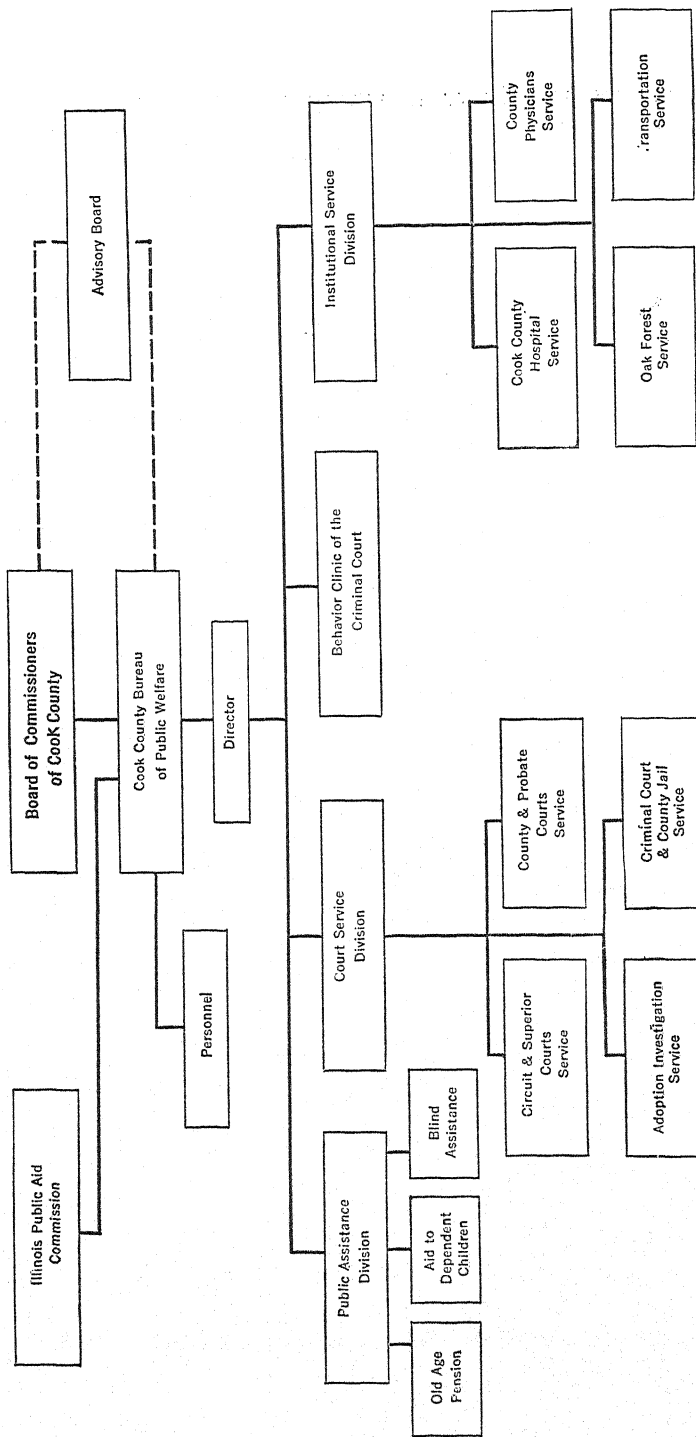 Illinois Public Aid
Commission
Board of Commissioners
of Cook County
Advisory Board
Cook County Bureau
of Public Welfare
Personnel
Director
Public Assistance
Division
Court Service
Division
Behavior Clinic of the
Criminal Court
Institutional Service
Division
Old Age
Pension
Aid to
Dependent
Children
Blind
Assistance
Circuit & Superior
Courts
Service
County & Probate
Courts
Service
Adoption Investigation
Service
Criminal Court
& County Jail
Service
Cook County
Hospital
Service
County
Physicians
Service
Oak Forest
Service
Transportation
Service